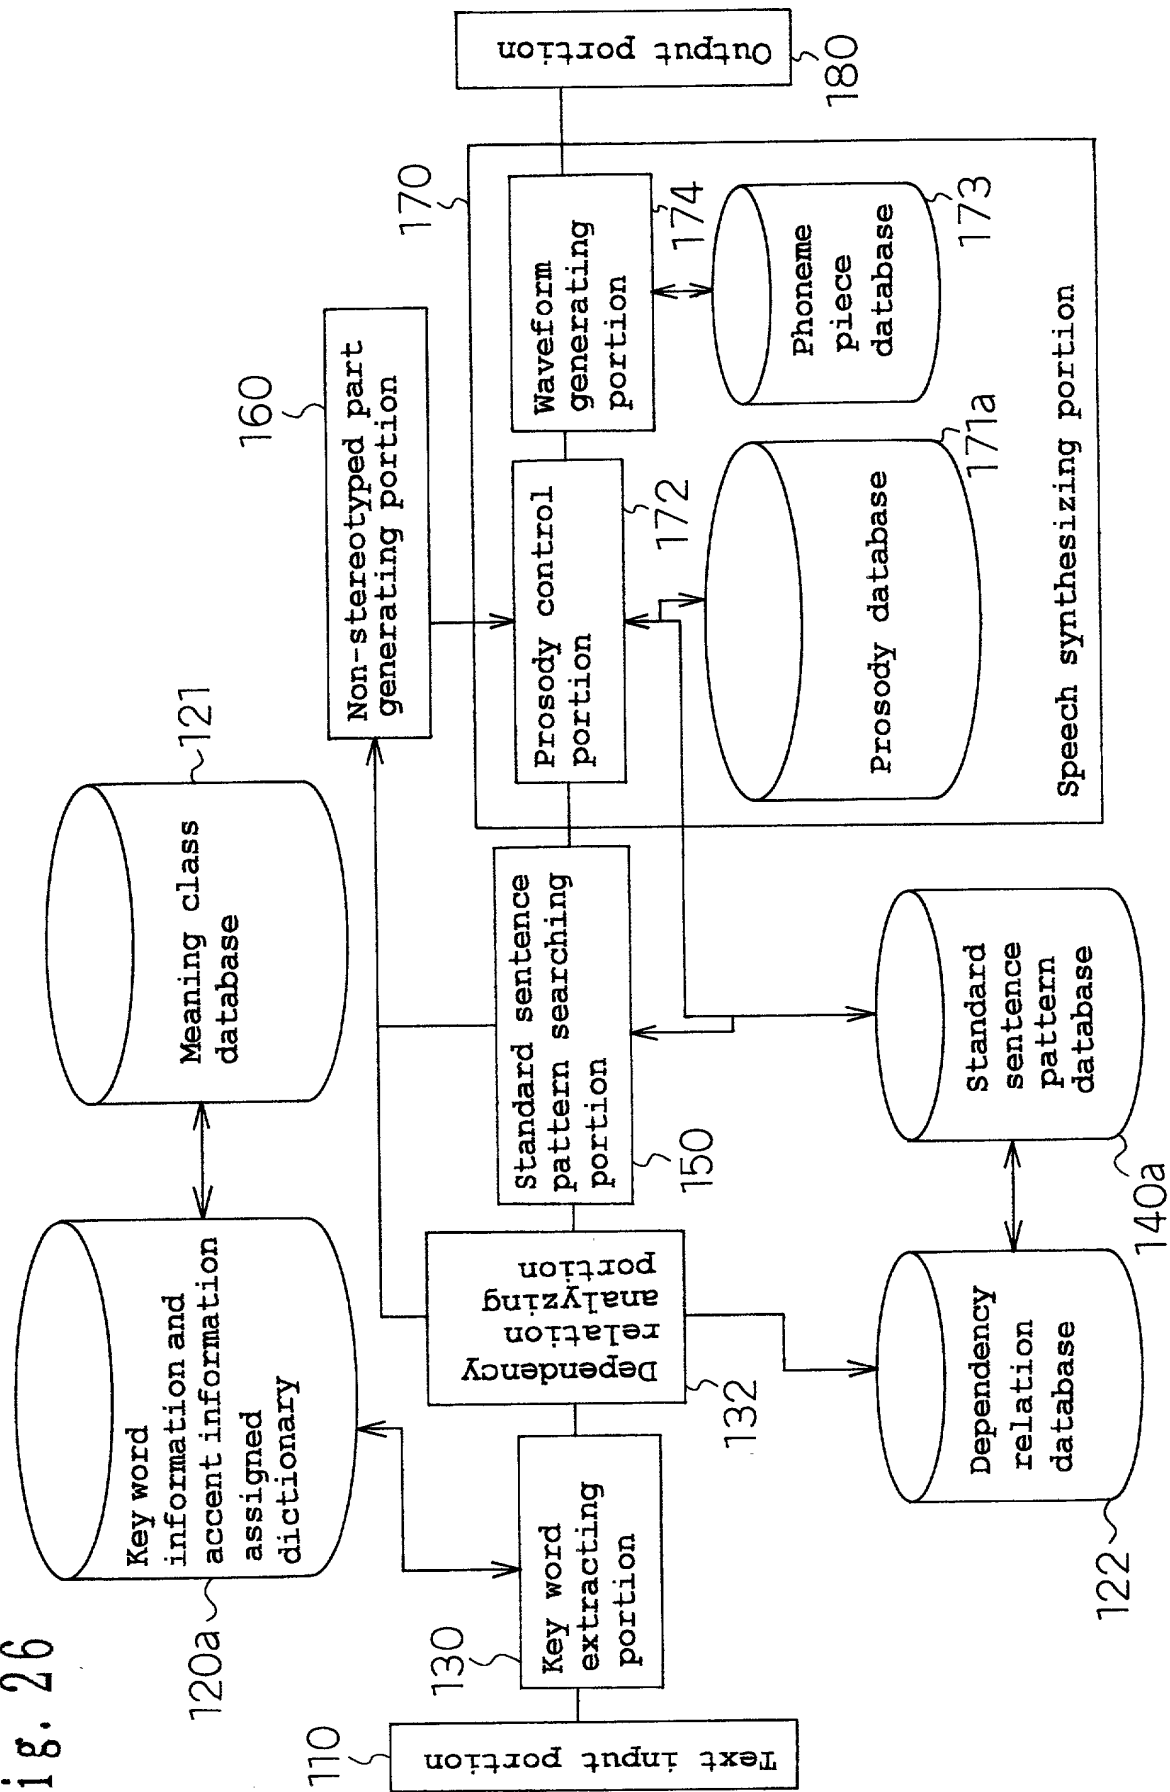 ig. 26
120a
Key word
information and
accent information
assigned
dictionary
Meaning class
database
121
160
Non-stereotyped part
generating portion
110
Text input portion
130
Key word
extracting
portion
Dependency
relation
analyzing
portion
132
Standard sentence
pattern searching
portion
150
170
Prosody control
portion
172
Waveform
generating
portion
174
Output portion
180
Prosody database
171a
Phoneme
piece
database
173
Speech synthesizing portion
Dependency
relation
database
122
Standard
sentence
pattern
database
140a